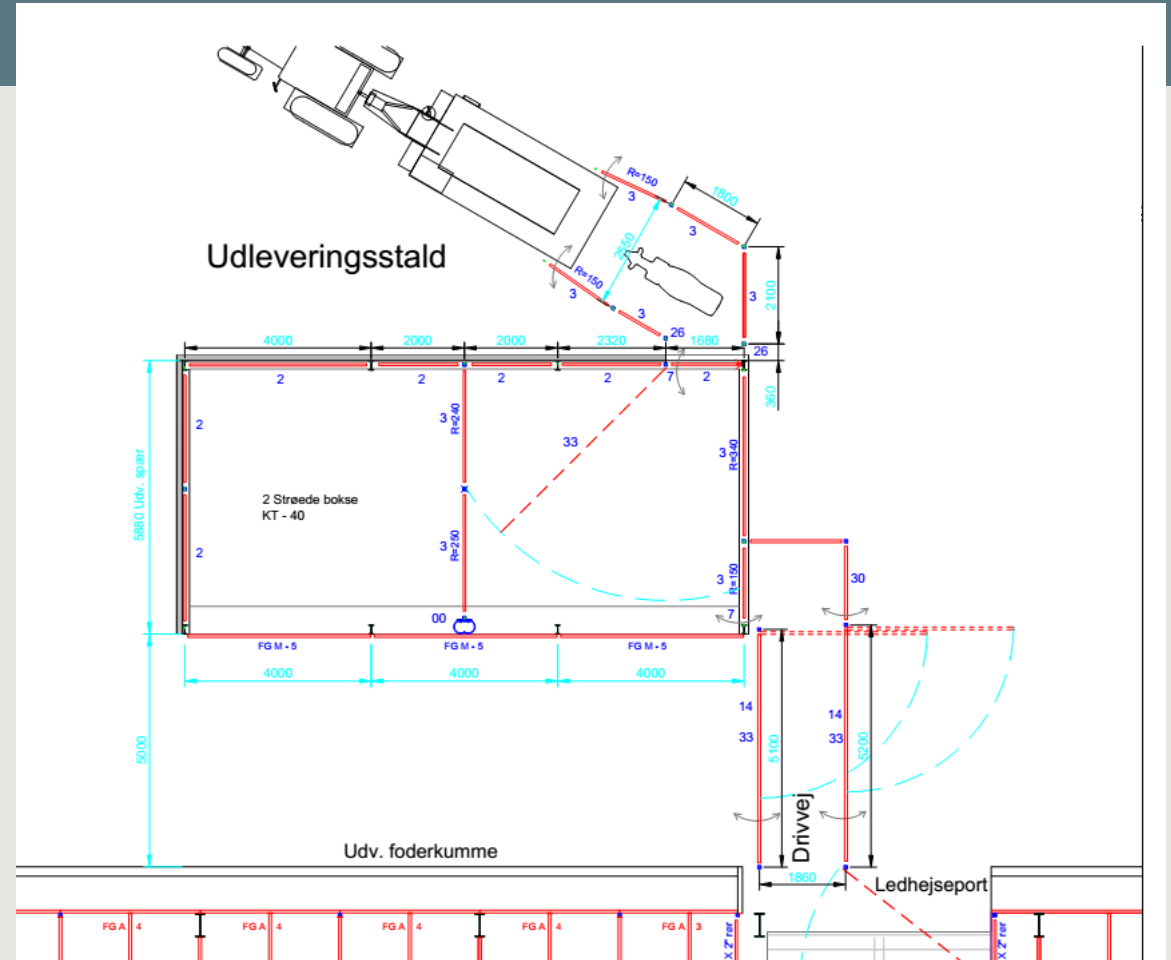 R=150
3
1800
3
2550
Udleveringsstald
R=150
3
3
3
2100
26
26
4000
2000
2000
2320
1680
2
2
2
2
7
2
360
2
3
R=240
33
3
R=340
5880 Udv. spær
2 Strøede bokse
KT - 40
2
3
R=250
3
R=150
30
00
7
FG M - 5
FG M - 5
FG M - 5
4000
4000
4000
14
33
14
33
5000
5100
5200
Drivvej
Udv. foderkumme
1860
Ledhejseport
FG A 4
FG A 4
FG A 4
FG A 4
FG A 3
X 2" rør
X 2" rør